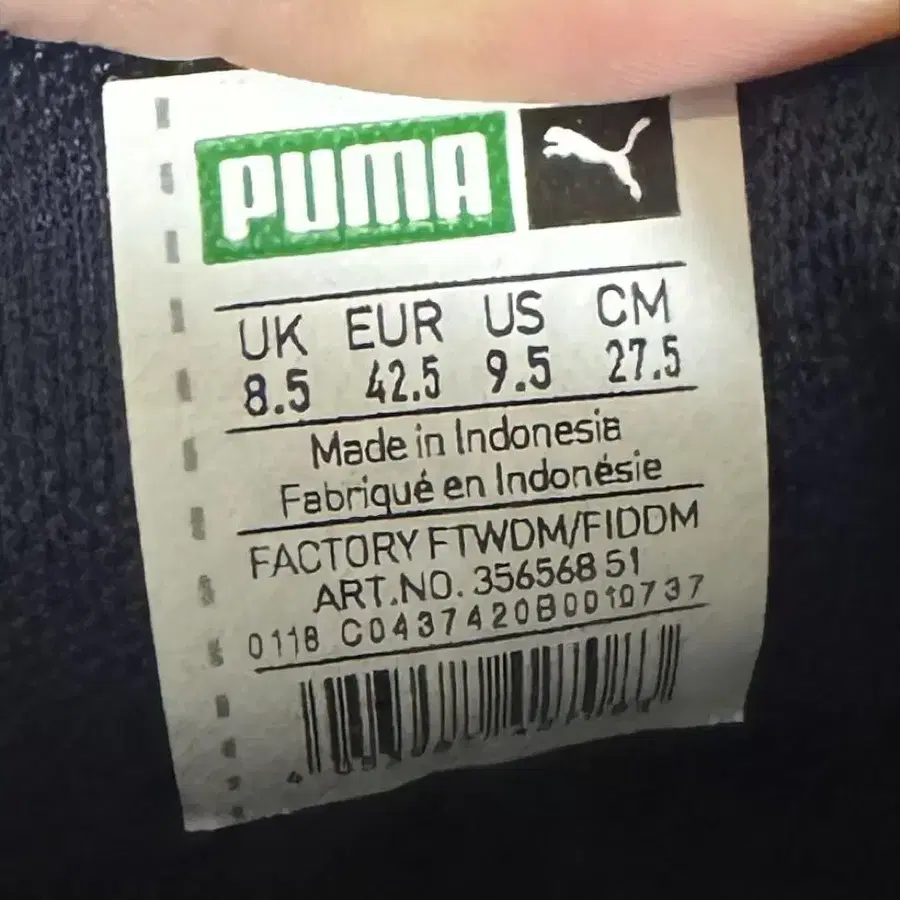 PUMA
UK EUR US CM
8.5 42.5 9.5 27.5
Made in Indonesia
Fabriqué en Indonésie
FACTORY FTWDM/FIDDM
ART.NO. 356568 51
0118 C0437420B0010737
4